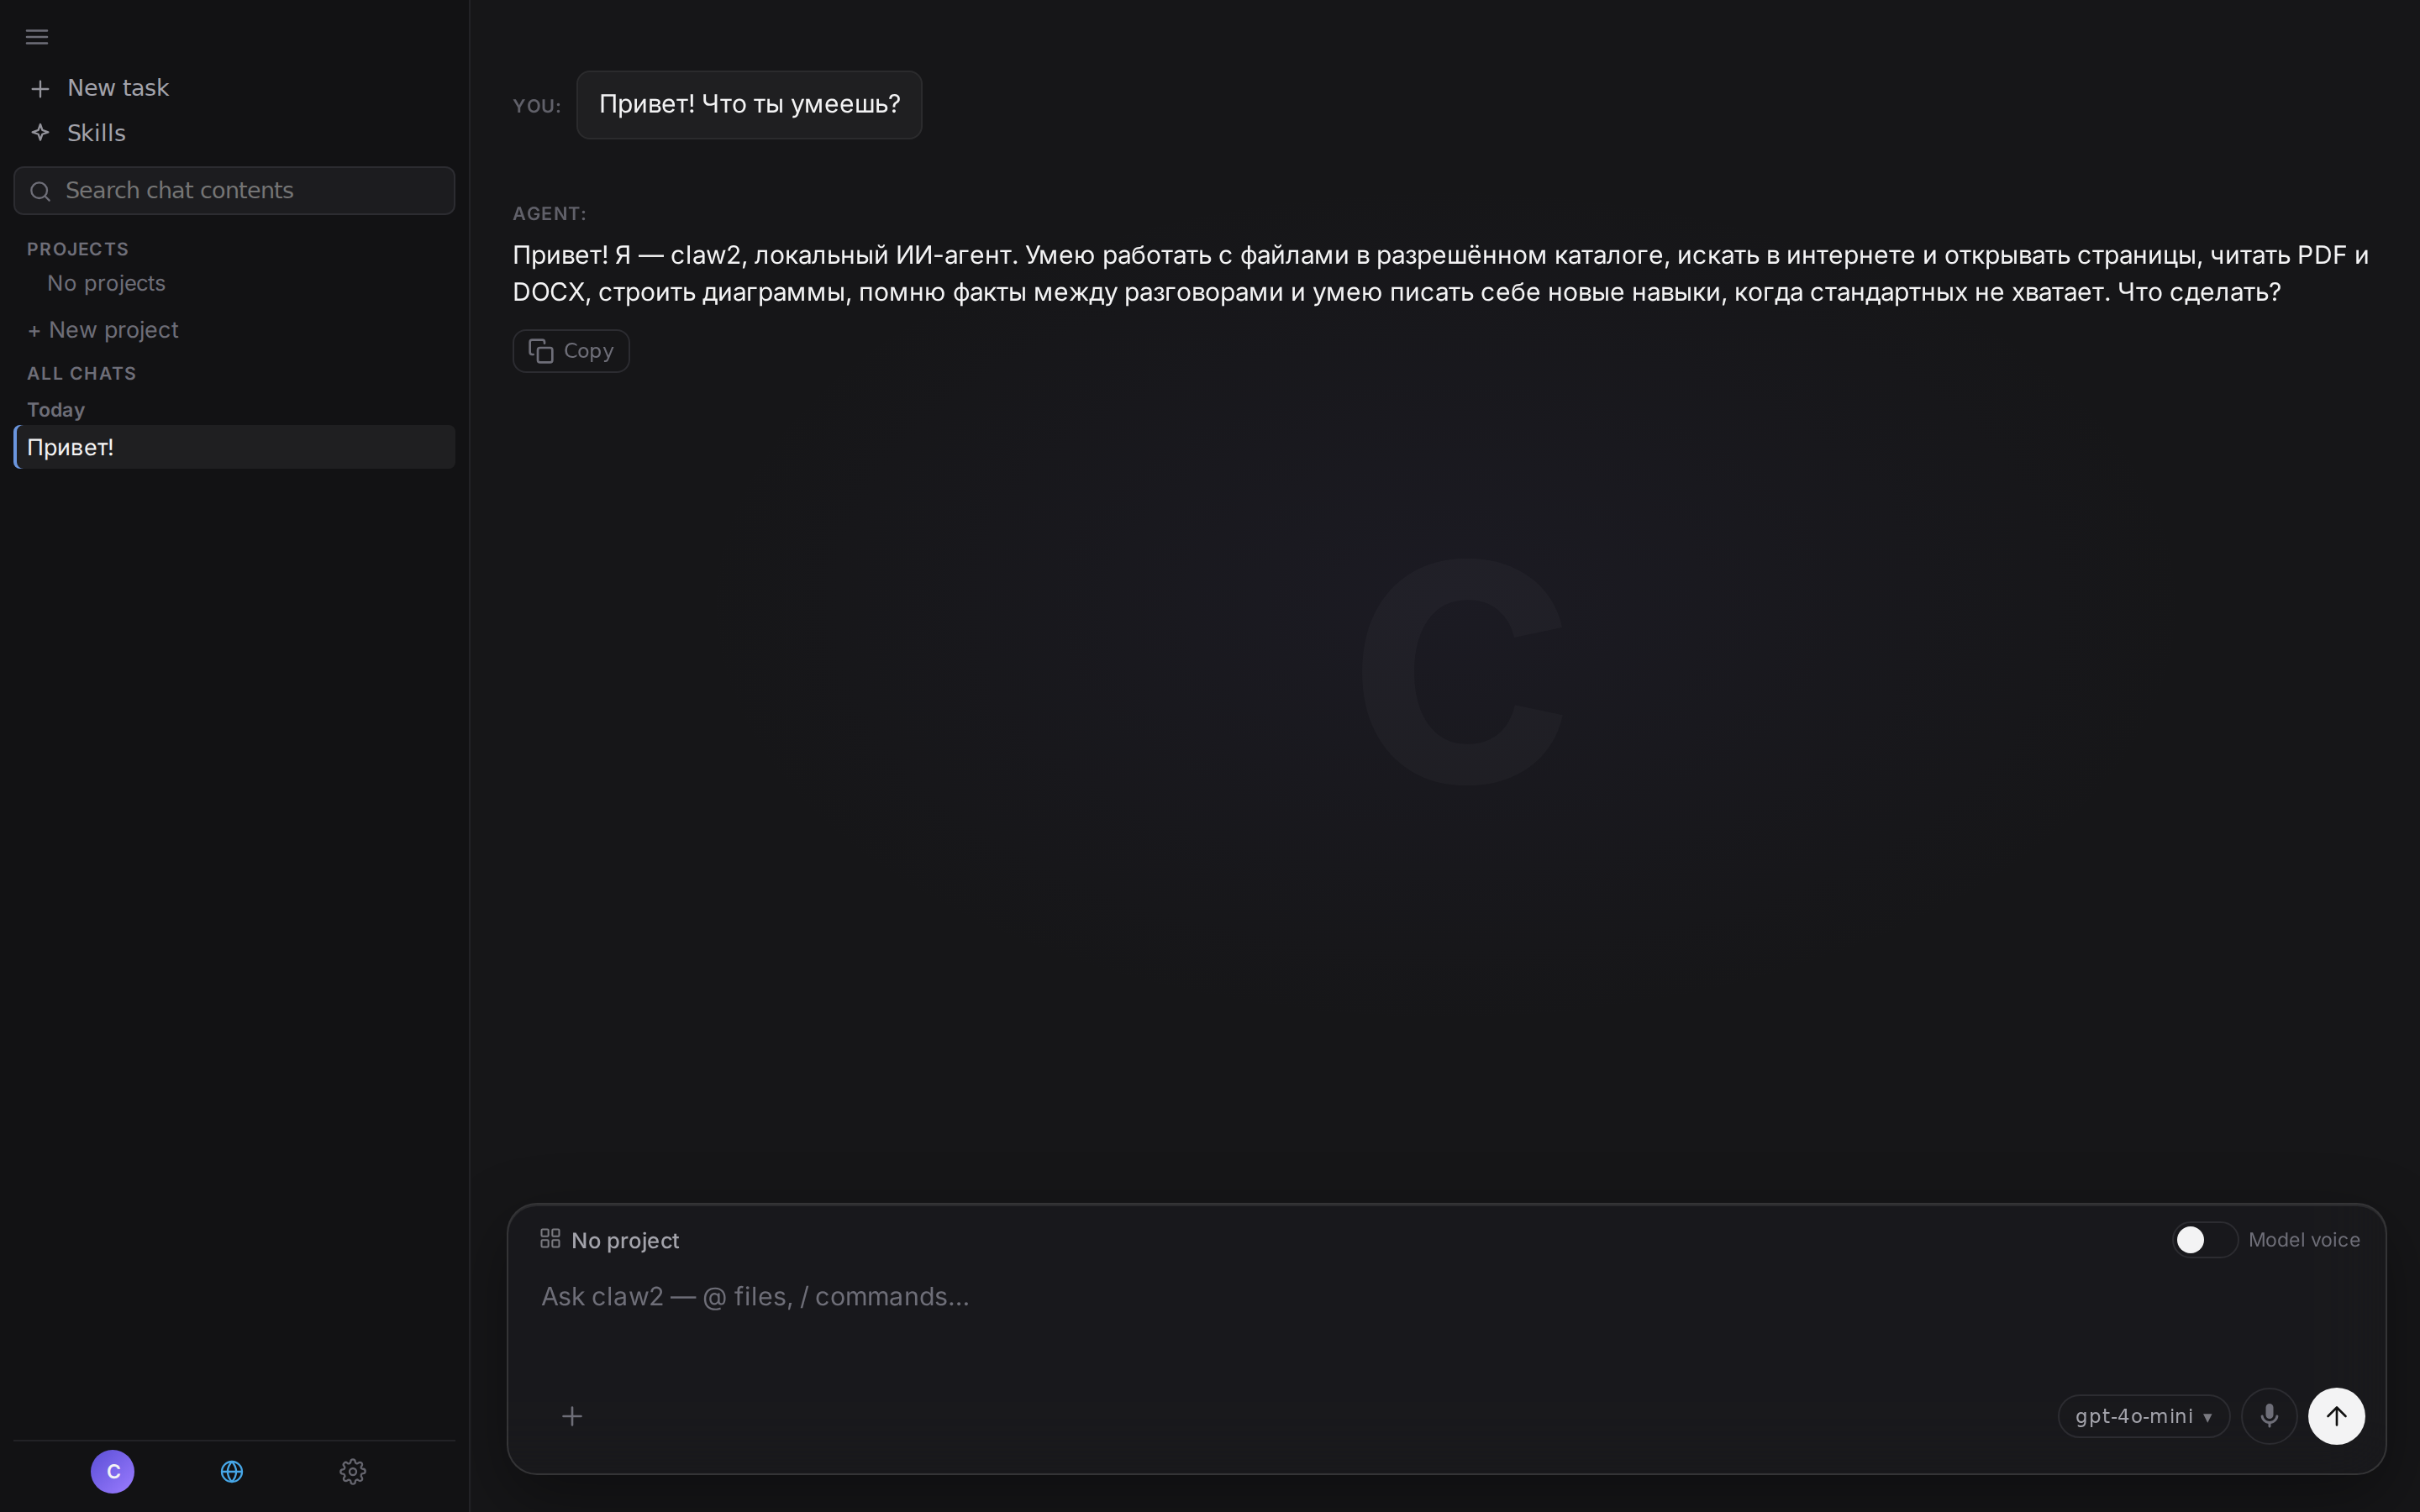 New task
Skills
Search chat contents
PROJECTS
No projects
+ New project
ALL CHATS
Today
Привет!
C
YOU:
Привет! Что ты умеешь?
AGENT:
Привет! Я — claw2, локальный ИИ-агент. Умею работать с файлами в разрешённом каталоге, искать в интернете и открывать страницы, читать PDF и
DOCX, строить диаграммы, помню факты между разговорами и умею писать себе новые навыки, когда стандартных не хватает. Что сделать?
Copy
C
No project
Model voice
Ask claw2 — @ files, / commands...
gpt-4o-mini ▾